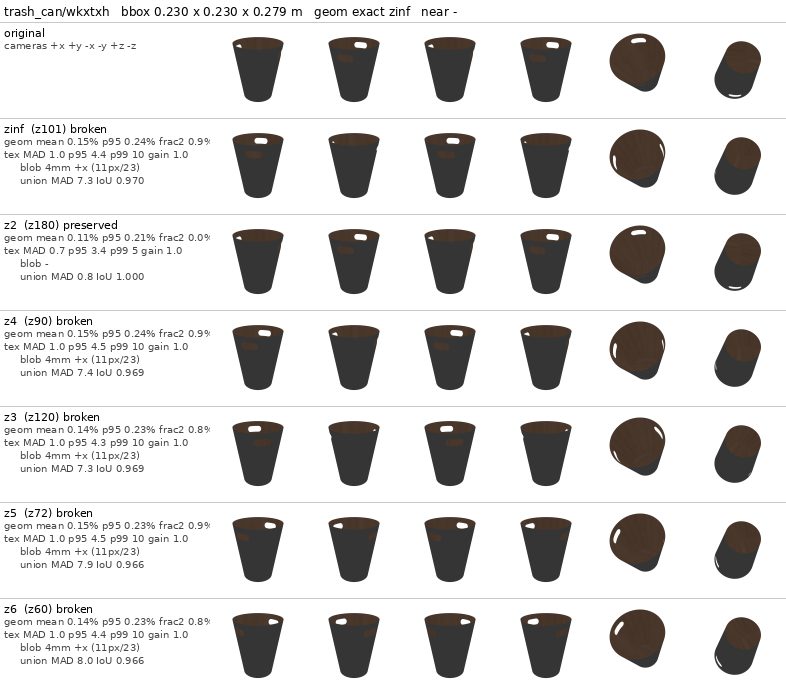 trash_can/wkxtxh bbox 0.230 x 0.230 x 0.279 m geom exact zinf near -
original
cameras +x +y -x -y +z -z
zinf (z101) broken
geom mean 0.15% p95 0.24% frac2 0.9%
tex MAD 1.0 p95 4.4 p99 10 gain 1.0
blob 4mm +x (11px/23)
union MAD 7.3 IoU 0.970
z2 (z180) preserved
geom mean 0.11% p95 0.21% frac2 0.0%
tex MAD 0.7 p95 3.4 p99 5 gain 1.0
blob -
union MAD 0.8 IoU 1.000
z4 (z90) broken
geom mean 0.15% p95 0.24% frac2 0.9%
tex MAD 1.0 p95 4.5 p99 10 gain 1.0
blob 4mm +x (11px/23)
union MAD 7.4 IoU 0.969
z3 (z120) broken
geom mean 0.14% p95 0.23% frac2 0.8%
tex MAD 1.0 p95 4.3 p99 10 gain 1.0
blob 4mm +x (11px/23)
union MAD 7.3 IoU 0.969
z5 (z72) broken
geom mean 0.15% p95 0.23% frac2 0.9%
tex MAD 1.0 p95 4.5 p99 10 gain 1.0
blob 4mm +x (11px/23)
union MAD 7.9 IoU 0.966
z6 (z60) broken
geom mean 0.14% p95 0.23% frac2 0.8%
tex MAD 1.0 p95 4.4 p99 10 gain 1.0
blob 4mm +x (11px/23)
union MAD 8.0 IoU 0.966